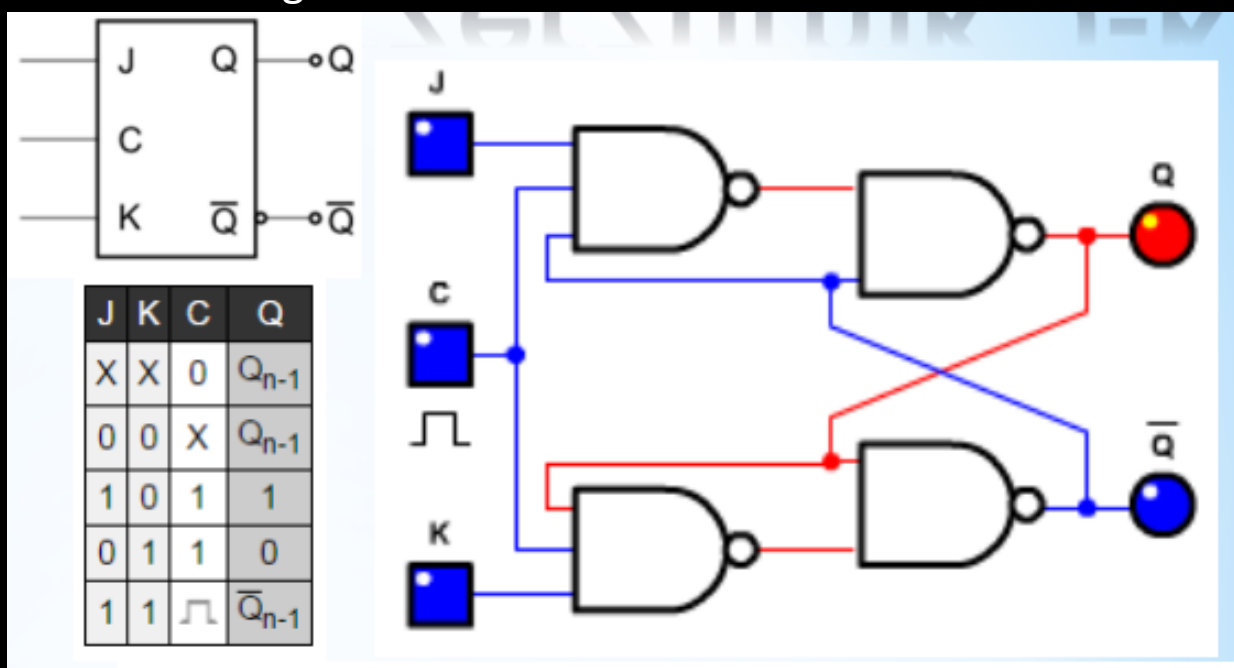 J Q Q
C
K Q̅ Q̅
J K C Q
X X 0 Qn-1
0 0 X Qn-1
1 0 1 1
0 1 1 0
1 1 Q̅n-1
J
C
K
Q
Q̅